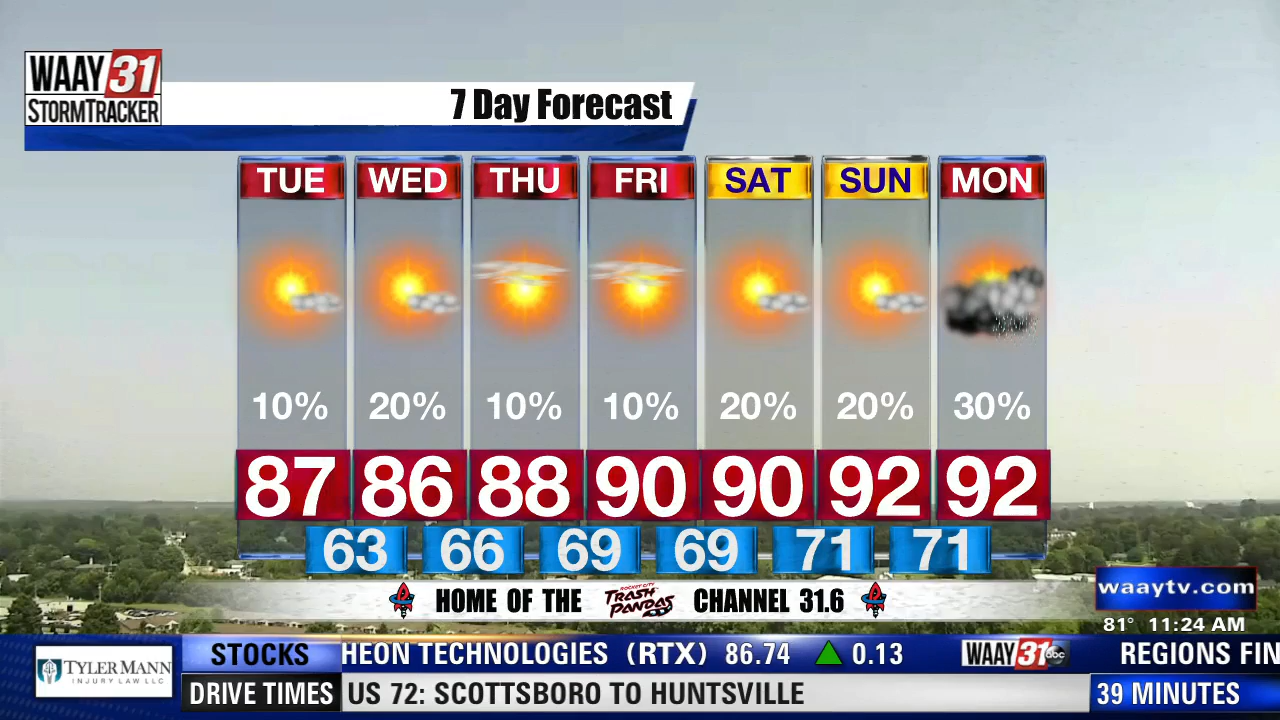 WAAY 31
STORMTRACKER
7 Day Forecast
TUE WED THU FRI SAT SUN MON
10% 20% 10% 10% 20% 20% 30%
87 86 88 90 90 92 92
63 66 69 69 71 71
HOME OF THE ROCKET CITY TRASH PANDAS CHANNEL 31.6
waaytv.com
81° 11:24 AM
TYLER MANN
INJURY LAW LLC
STOCKS HEON TECHNOLOGIES (RTX) 86.74 0.13 WAAY 31 abc REGIONS FIN
DRIVE TIMES US 72: SCOTTSBORO TO HUNTSVILLE 39 MINUTES